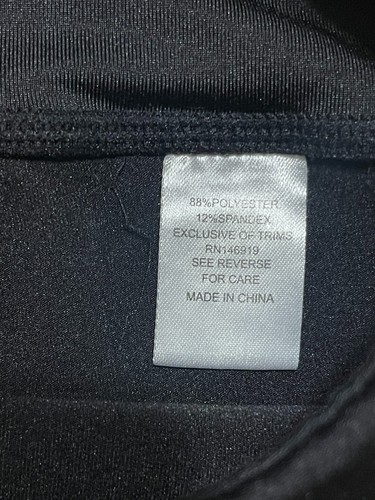 88%POLYESTER
12%SPANDEX
EXCLUSIVE OF TRIMS
RN146919
SEE REVERSE
FOR CARE
MADE IN CHINA